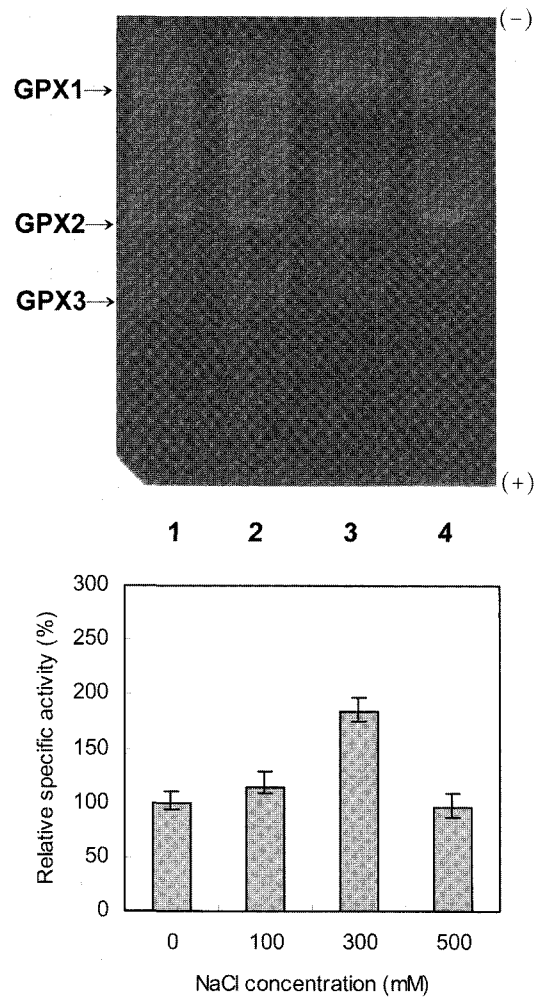 (−)
GPX1→
GPX2→
GPX3→
(+)
1 2 3 4
300
250
200
150
100
50
0
Relative specific activity (%)
0 100 300 500
NaCl concentration (mM)